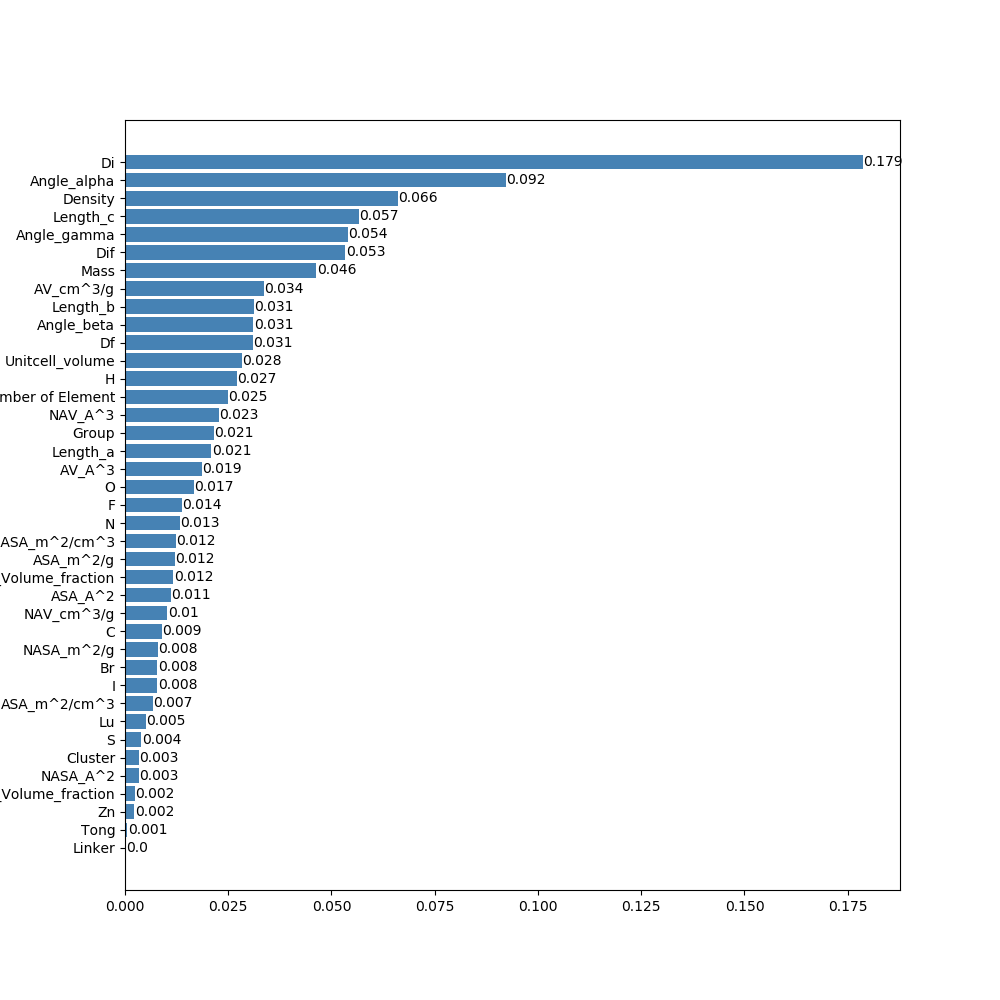 Di 0.179
Angle_alpha 0.092
Density 0.066
Length_c 0.057
Angle_gamma 0.054
Dif 0.053
Mass 0.046
AV_cm^3/g 0.034
Length_b 0.031
Angle_beta 0.031
Df 0.031
Unitcell_volume 0.028
H 0.027
mber of Element 0.025
NAV_A^3 0.023
Group 0.021
Length_a 0.021
AV_A^3 0.019
O 0.017
F 0.014
N 0.013
ASA_m^2/cm^3 0.012
ASA_m^2/g 0.012
_Volume_fraction 0.012
ASA_A^2 0.011
NAV_cm^3/g 0.01
C 0.009
NASA_m^2/g 0.008
Br 0.008
I 0.008
ASA_m^2/cm^3 0.007
Lu 0.005
S 0.004
Cluster 0.003
NASA_A^2 0.003
_Volume_fraction 0.002
Zn 0.002
Tong 0.001
Linker 0.0
0.000 0.025 0.050 0.075 0.100 0.125 0.150 0.175